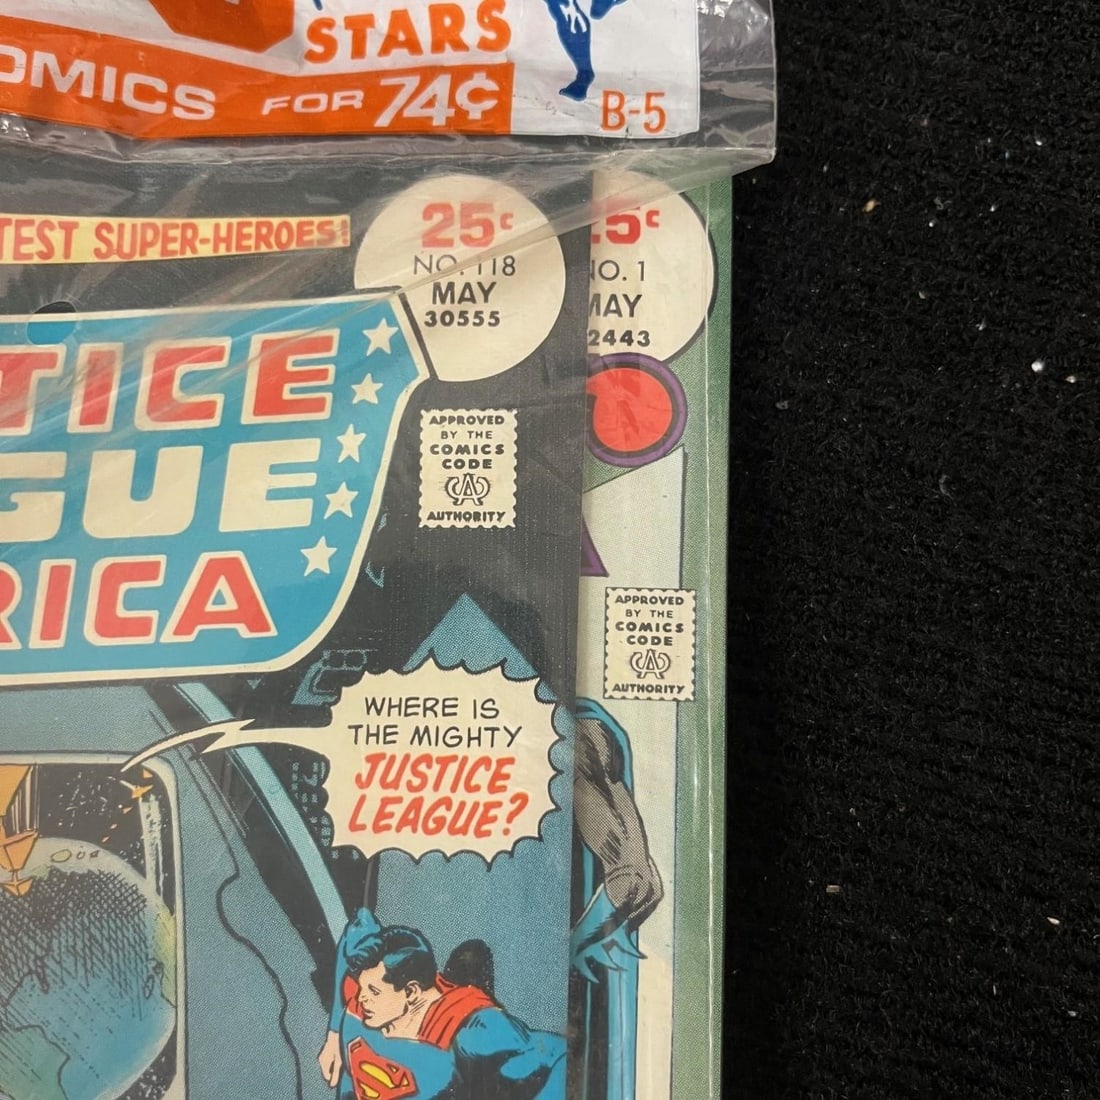 STARS
OMICS FOR 74¢
B-5
TEST SUPER-HEROES!
25¢
NO. 118
MAY
30555
5¢
NO. 1
MAY
2443
TICE
GUE
RICA
APPROVED
BY THE
COMICS
CODE
CA
AUTHORITY
APPROVED
BY THE
COMICS
CODE
CA
AUTHORITY
WHERE IS
THE MIGHTY
JUSTICE
LEAGUE?
S